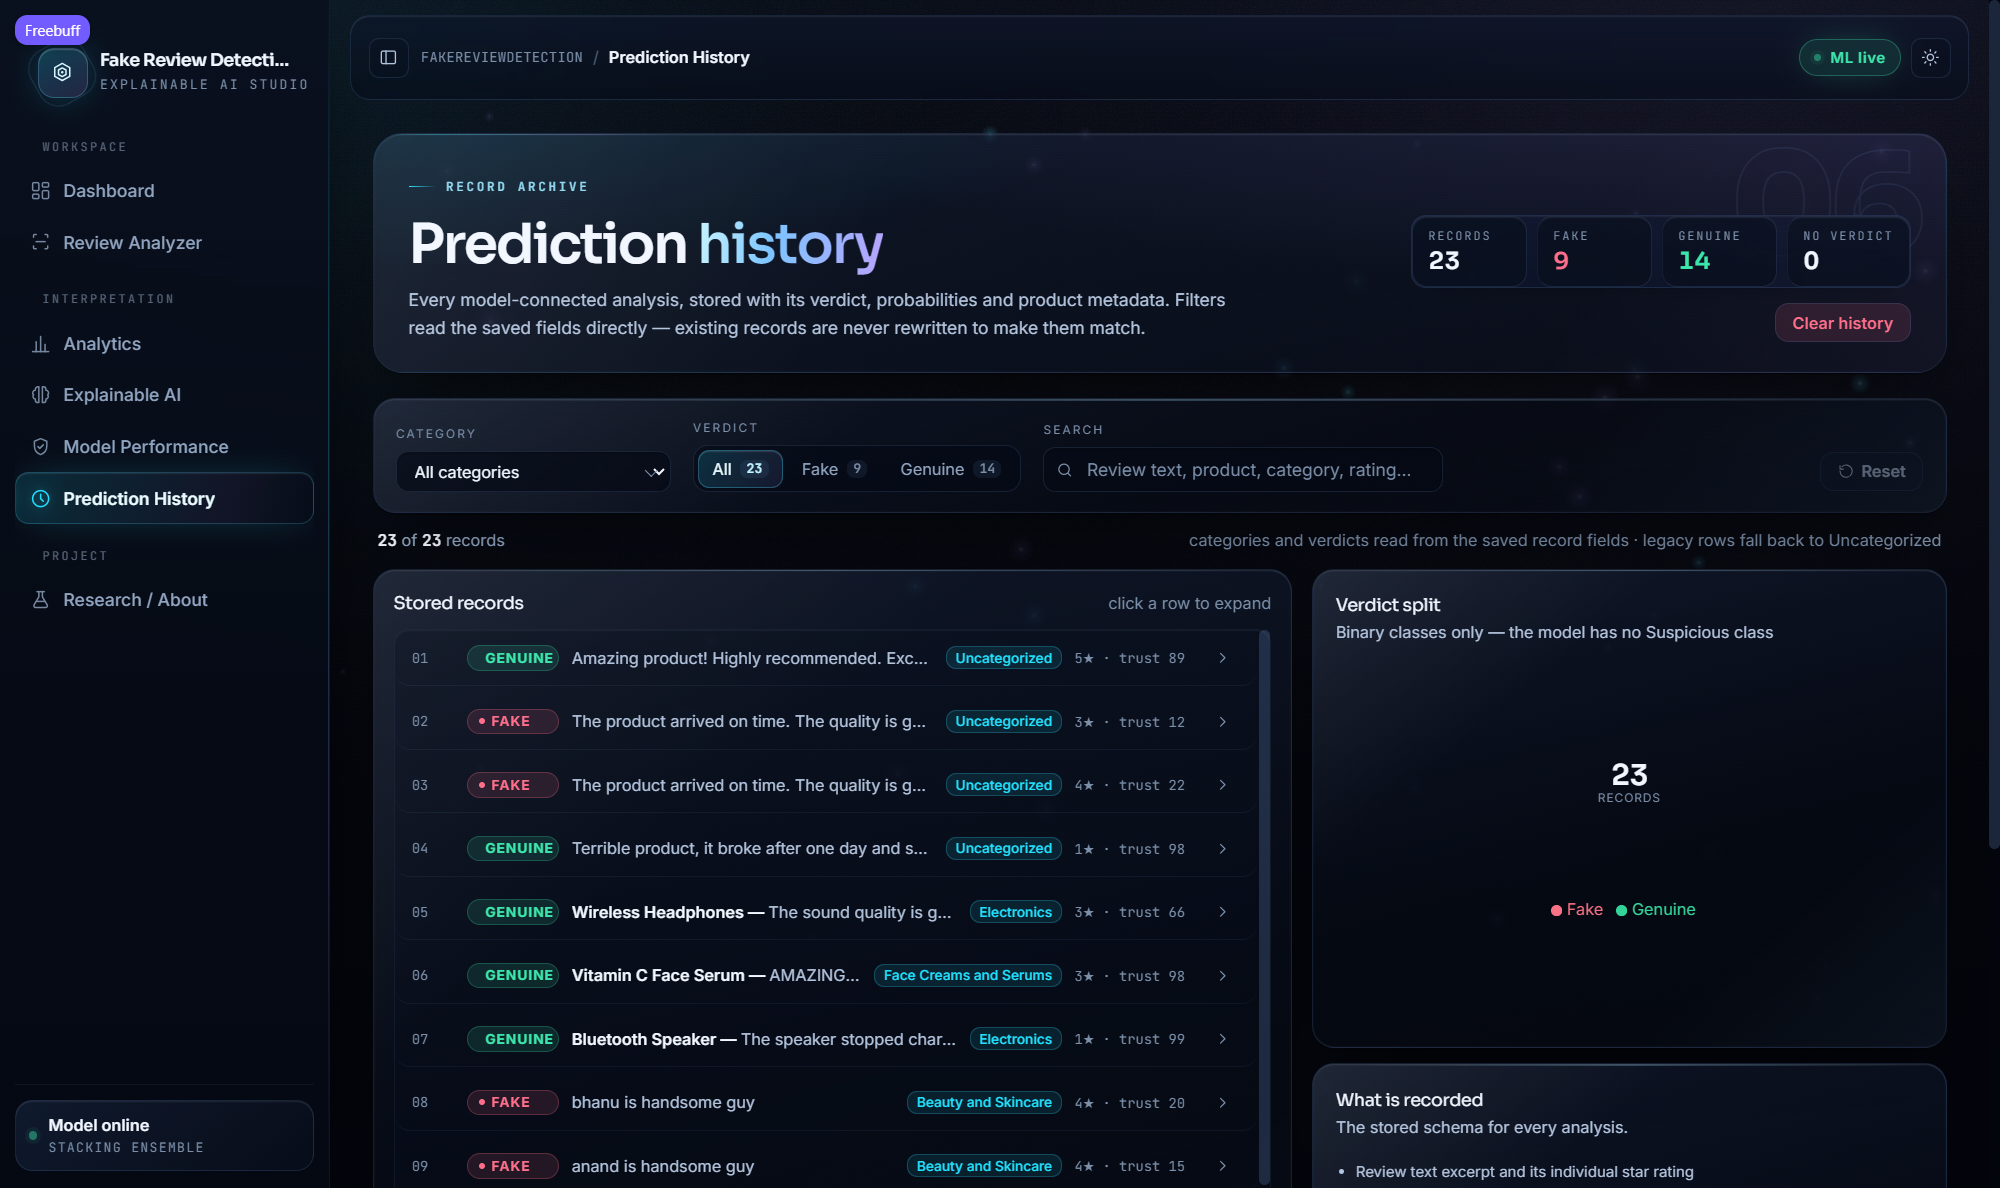 Freebuff
Fake Review Detecti...
EXPLAINABLE AI STUDIO
WORKSPACE
Dashboard
Review Analyzer
INTERPRETATION
Analytics
Explainable AI
Model Performance
Prediction History
PROJECT
Research / About
Model online
STACKING ENSEMBLE
FAKEREVIEWDETECTION / Prediction History
ML live
06
RECORD ARCHIVE
Prediction history
Every model-connected analysis, stored with its verdict, probabilities and product metadata. Filters
read the saved fields directly — existing records are never rewritten to make them match.
RECORDS
23
FAKE
9
GENUINE
14
NO VERDICT
0
Clear history
CATEGORY
All categories
VERDICT
All 23
Fake 9
Genuine 14
SEARCH
Review text, product, category, rating...
Reset
23 of 23 records
categories and verdicts read from the saved record fields · legacy rows fall back to Uncategorized
Stored records
click a row to expand
01 GENUINE Amazing product! Highly recommended. Exc... Uncategorized 5★ · trust 89
02 FAKE The product arrived on time. The quality is g... Uncategorized 3★ · trust 12
03 FAKE The product arrived on time. The quality is g... Uncategorized 4★ · trust 22
04 GENUINE Terrible product, it broke after one day and s... Uncategorized 1★ · trust 98
05 GENUINE Wireless Headphones — The sound quality is g... Electronics 3★ · trust 66
06 GENUINE Vitamin C Face Serum — AMAZING... Face Creams and Serums 3★ · trust 98
07 GENUINE Bluetooth Speaker — The speaker stopped char... Electronics 1★ · trust 99
08 FAKE bhanu is handsome guy Beauty and Skincare 4★ · trust 20
09 FAKE anand is handsome guy Beauty and Skincare 4★ · trust 15
Verdict split
Binary classes only — the model has no Suspicious class
23
RECORDS
Fake Genuine
What is recorded
The stored schema for every analysis.
• Review text excerpt and its individual star rating